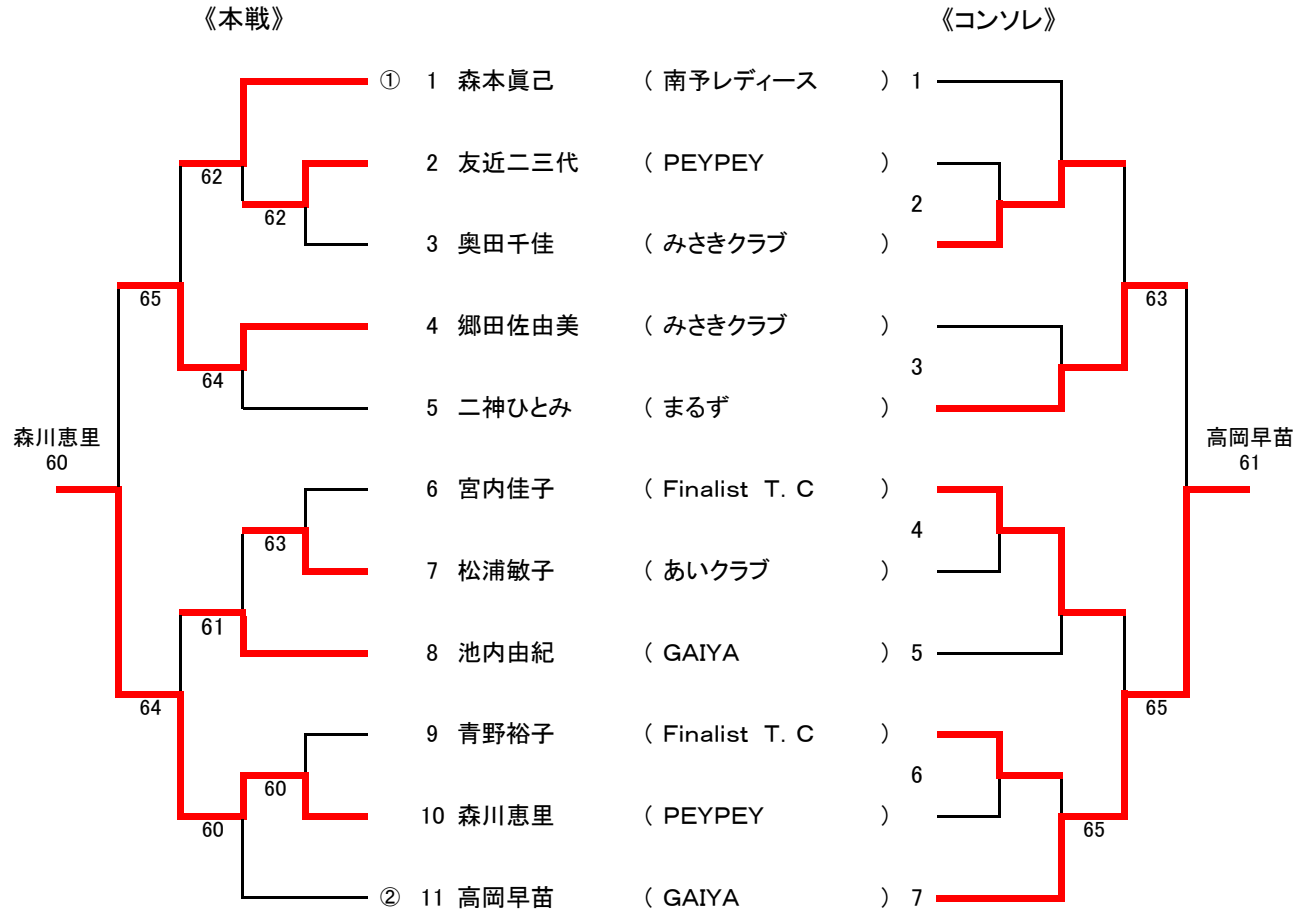 《本戦》 《コンソレ》
① 1 森本眞己 ( 南予レディース ) 1
62 2 友近二三代 ( PEYPEY )
62 2
3 奥田千佳 ( みさきクラブ )
65 63
4 郷田佐由美 ( みさきクラブ )
64 3
5 二神ひとみ ( まるず )
森川恵里 高岡早苗
60 61
6 宮内佳子 ( Finalist T.C )
63 4
7 松浦敏子 ( あいクラブ )
61
8 池内由紀 ( GAIYA ) 5
64 65
9 青野裕子 ( Finalist T.C )
60 6
10 森川恵里 ( PEYPEY )
60 65
② 11 高岡早苗 ( GAIYA ) 7